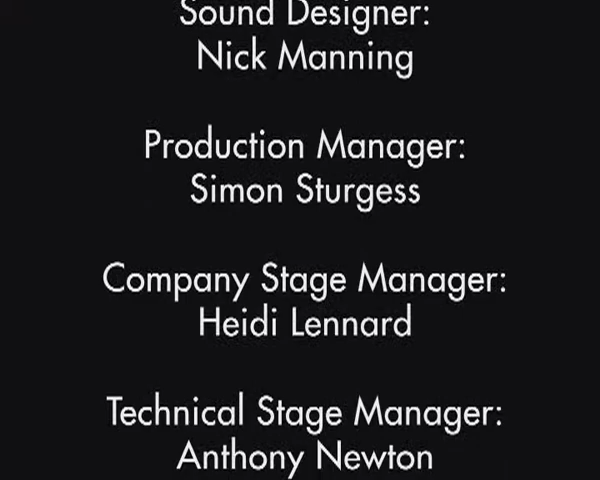 Sound Designer:
Nick Manning
Production Manager:
Simon Sturgess
Company Stage Manager:
Heidi Lennard
Technical Stage Manager:
Anthony Newton